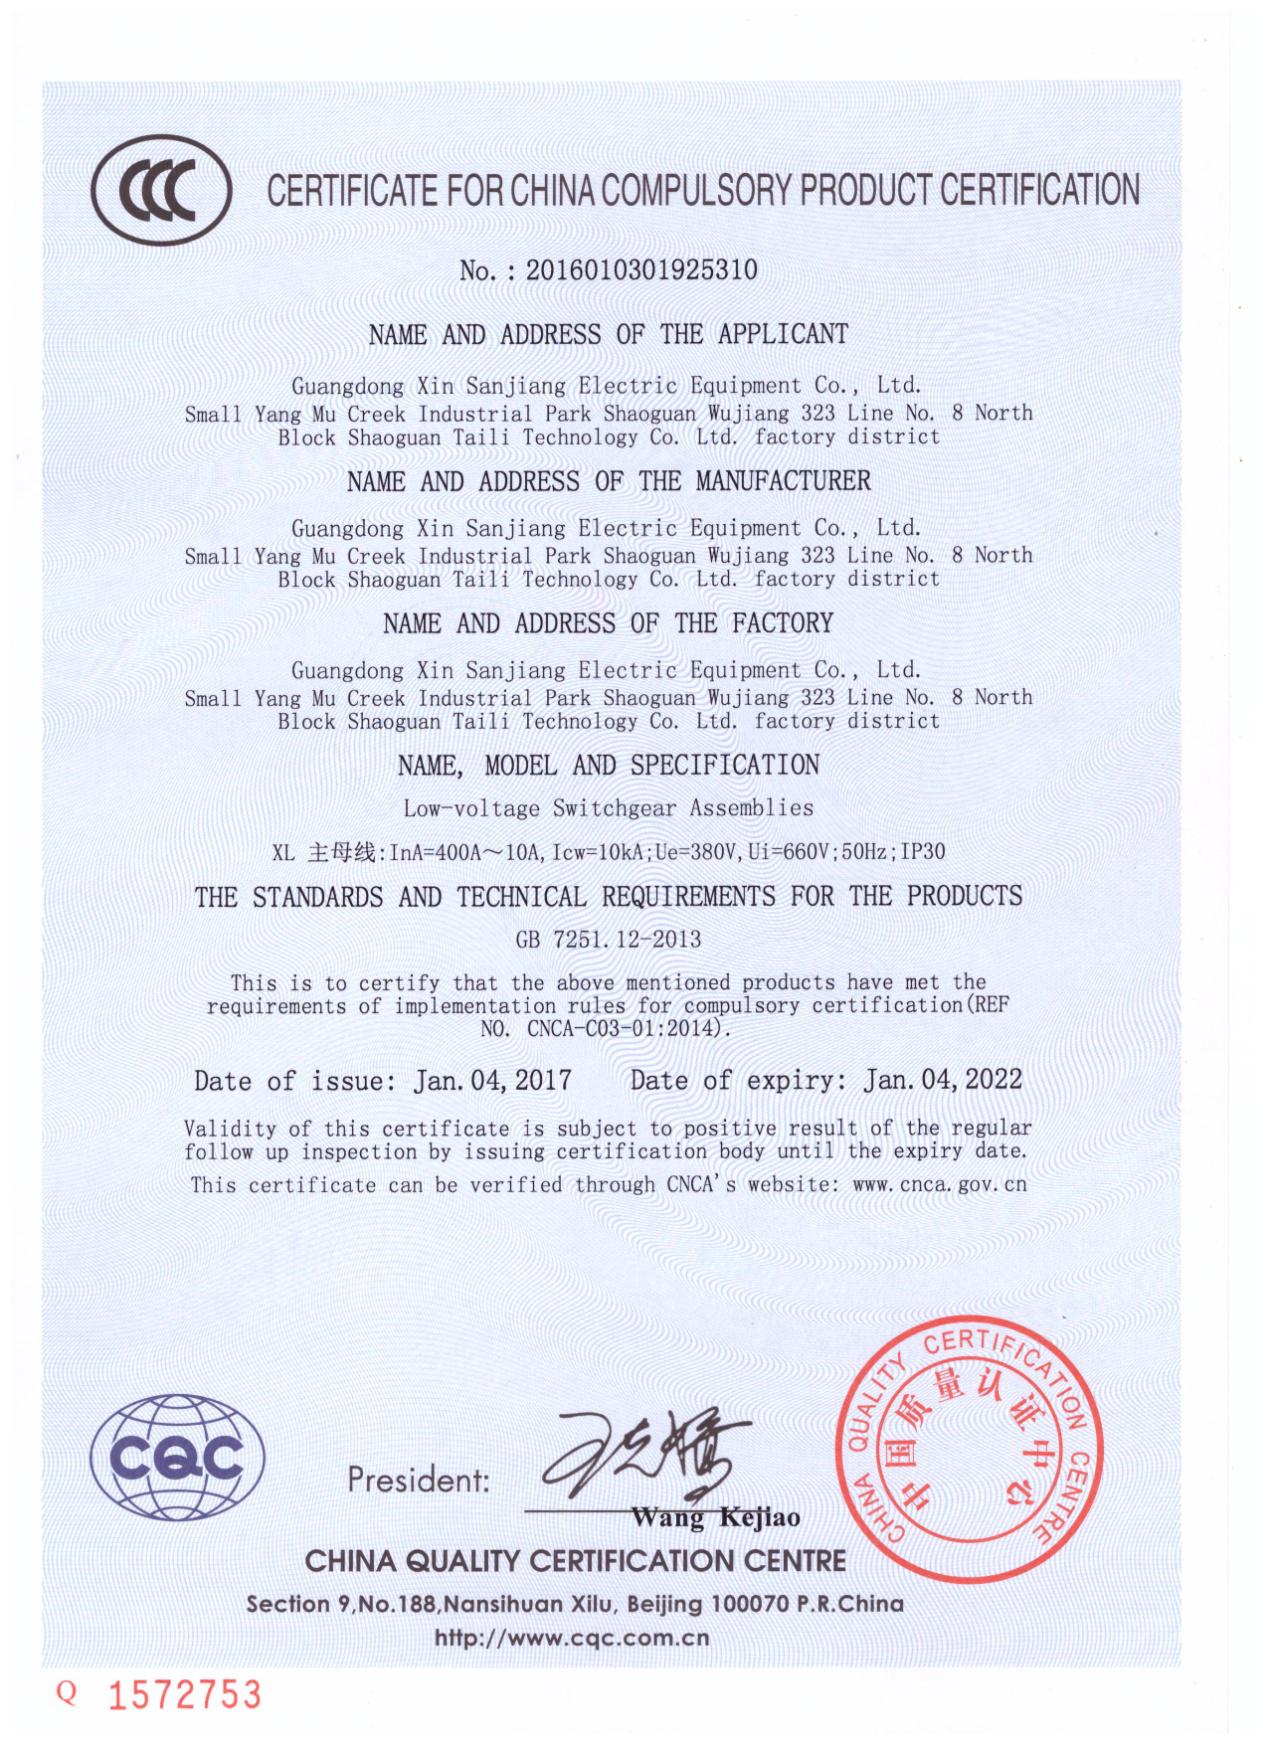 CCC
CERTIFICATE FOR CHINA COMPULSORY PRODUCT CERTIFICATION
No. : 2016010301925310
NAME AND ADDRESS OF THE APPLICANT
Guangdong Xin Sanjiang Electric Equipment Co., Ltd.
Small Yang Mu Creek Industrial Park Shaoguan Wujiang 323 Line No. 8 North
Block Shaoguan Taili Technology Co. Ltd. factory district
NAME AND ADDRESS OF THE MANUFACTURER
Guangdong Xin Sanjiang Electric Equipment Co., Ltd.
Small Yang Mu Creek Industrial Park Shaoguan Wujiang 323 Line No. 8 North
Block Shaoguan Taili Technology Co. Ltd. factory district
NAME AND ADDRESS OF THE FACTORY
Guangdong Xin Sanjiang Electric Equipment Co., Ltd.
Small Yang Mu Creek Industrial Park Shaoguan Wujiang 323 Line No. 8 North
Block Shaoguan Taili Technology Co. Ltd. factory district
NAME, MODEL AND SPECIFICATION
Low-voltage Switchgear Assemblies
XL 主母线:InA=400A～10A,Icw=10kA;Ue=380V,Ui=660V;50Hz;IP30
THE STANDARDS AND TECHNICAL REQUIREMENTS FOR THE PRODUCTS
GB 7251.12-2013
This is to certify that the above mentioned products have met the
requirements of implementation rules for compulsory certification(REF
NO. CNCA-C03-01:2014).
Date of issue: Jan.04,2017 Date of expiry: Jan.04,2022
Validity of this certificate is subject to positive result of the regular
follow up inspection by issuing certification body until the expiry date.
This certificate can be verified through CNCA's website: www.cnca.gov.cn
CQC
President:
王克娇
Wang Kejiao
CHINA QUALITY CERTIFICATION CENTRE
中国质量认证中心
CHINA QUALITY CERTIFICATION CENTRE
Section 9,No.188,Nansihuan Xilu, Beijing 100070 P.R.China
http://www.cqc.com.cn
Q 1572753